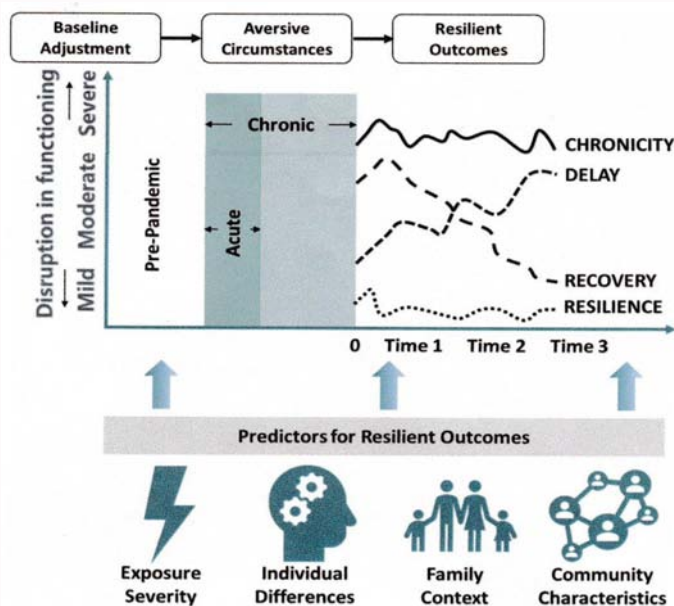 Baseline
Adjustment
Aversive
Circumstances
Resilient
Outcomes
Disruption in functioning
Mild Moderate Severe
Pre-Pandemic
Chronic
Acute
CHRONICITY
DELAY
RECOVERY
RESILIENCE
0 Time 1 Time 2 Time 3
Predictors for Resilient Outcomes
Exposure
Severity
Individual
Differences
Family
Context
Community
Characteristics